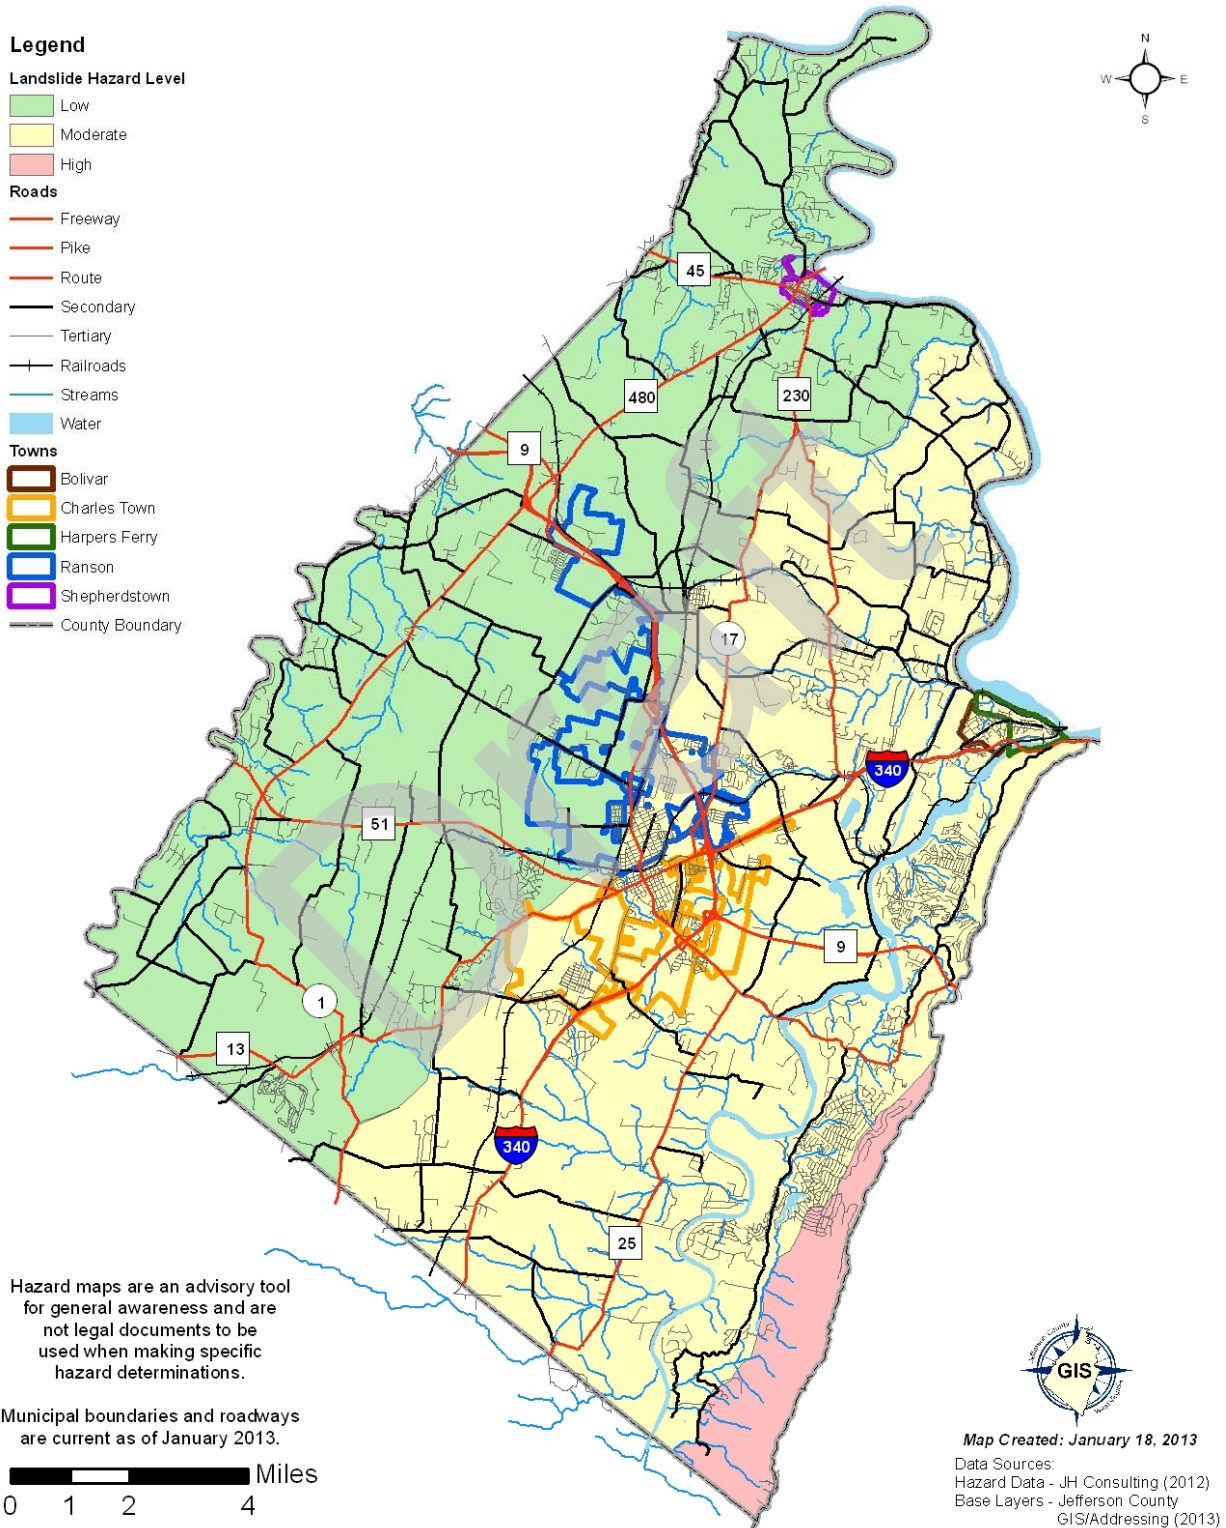 Legend
Landslide Hazard Level
Low
Moderate
High
Roads
Freeway
Pike
Route
Secondary
Tertiary
Railroads
Streams
Water
Towns
Bolivar
Charles Town
Harpers Ferry
Ranson
Shepherdstown
County Boundary
N
W E
S
45
480
230
9
17
340
51
9
1
13
340
25
Draft
Hazard maps are an advisory tool
for general awareness and are
not legal documents to be
used when making specific
hazard determinations.
Municipal boundaries and roadways
are current as of January 2013.
Miles
0 1 2 4
Jefferson County
GIS
West Virginia
Map Created: January 18, 2013
Data Sources:
Hazard Data - JH Consulting (2012)
Base Layers - Jefferson County
GIS/Addressing (2013)